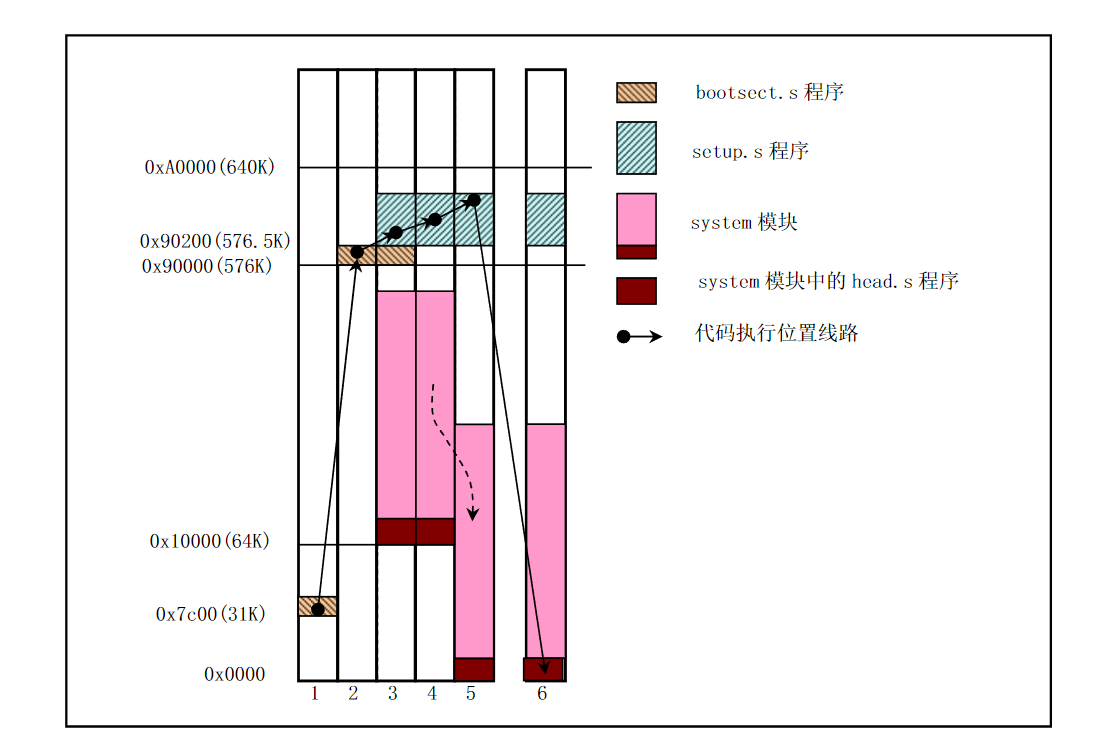 0xA0000(640K)
0x90200(576.5K)
0x90000(576K)
0x10000(64K)
0x7c00(31K)
0x0000
1 2 3 4 5 6
bootsect.s 程序
setup.s 程序
system 模块
system 模块中的 head.s 程序
代码执行位置线路